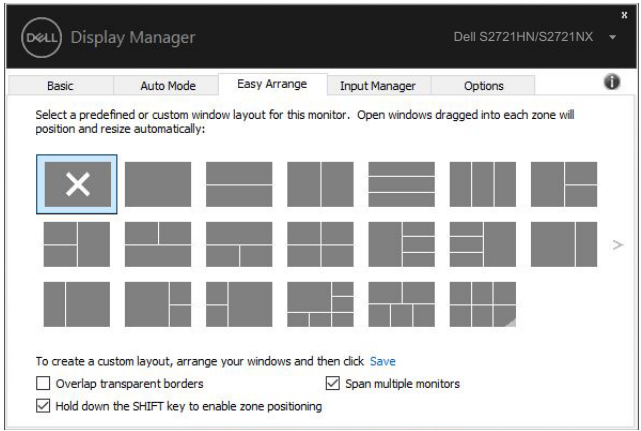 x
DELL Display Manager
Dell S2721HN/S2721NX
Basic Auto Mode Easy Arrange Input Manager Options
Select a predefined or custom window layout for this monitor. Open windows dragged into each zone will
position and resize automatically:
To create a custom layout, arrange your windows and then click Save
Overlap transparent borders
Span multiple monitors
Hold down the SHIFT key to enable zone positioning